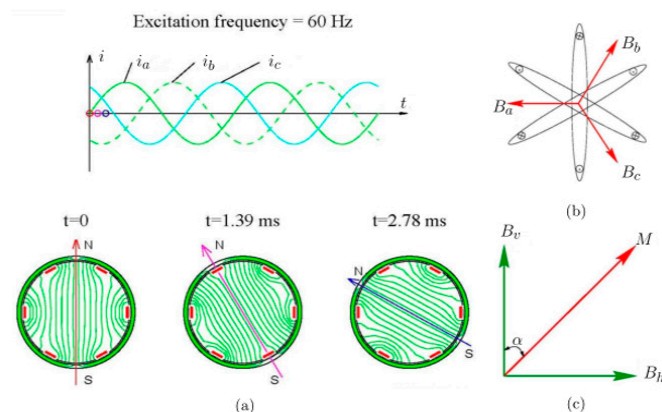 Excitation frequency = 60 Hz
i
i_a
i_b
i_c
t
B_b
B_a
B_c
(b)
t=0
t=1.39 ms
t=2.78 ms
N
N
N
S
S
S
(a)
B_v
M
α
B_h
(c)